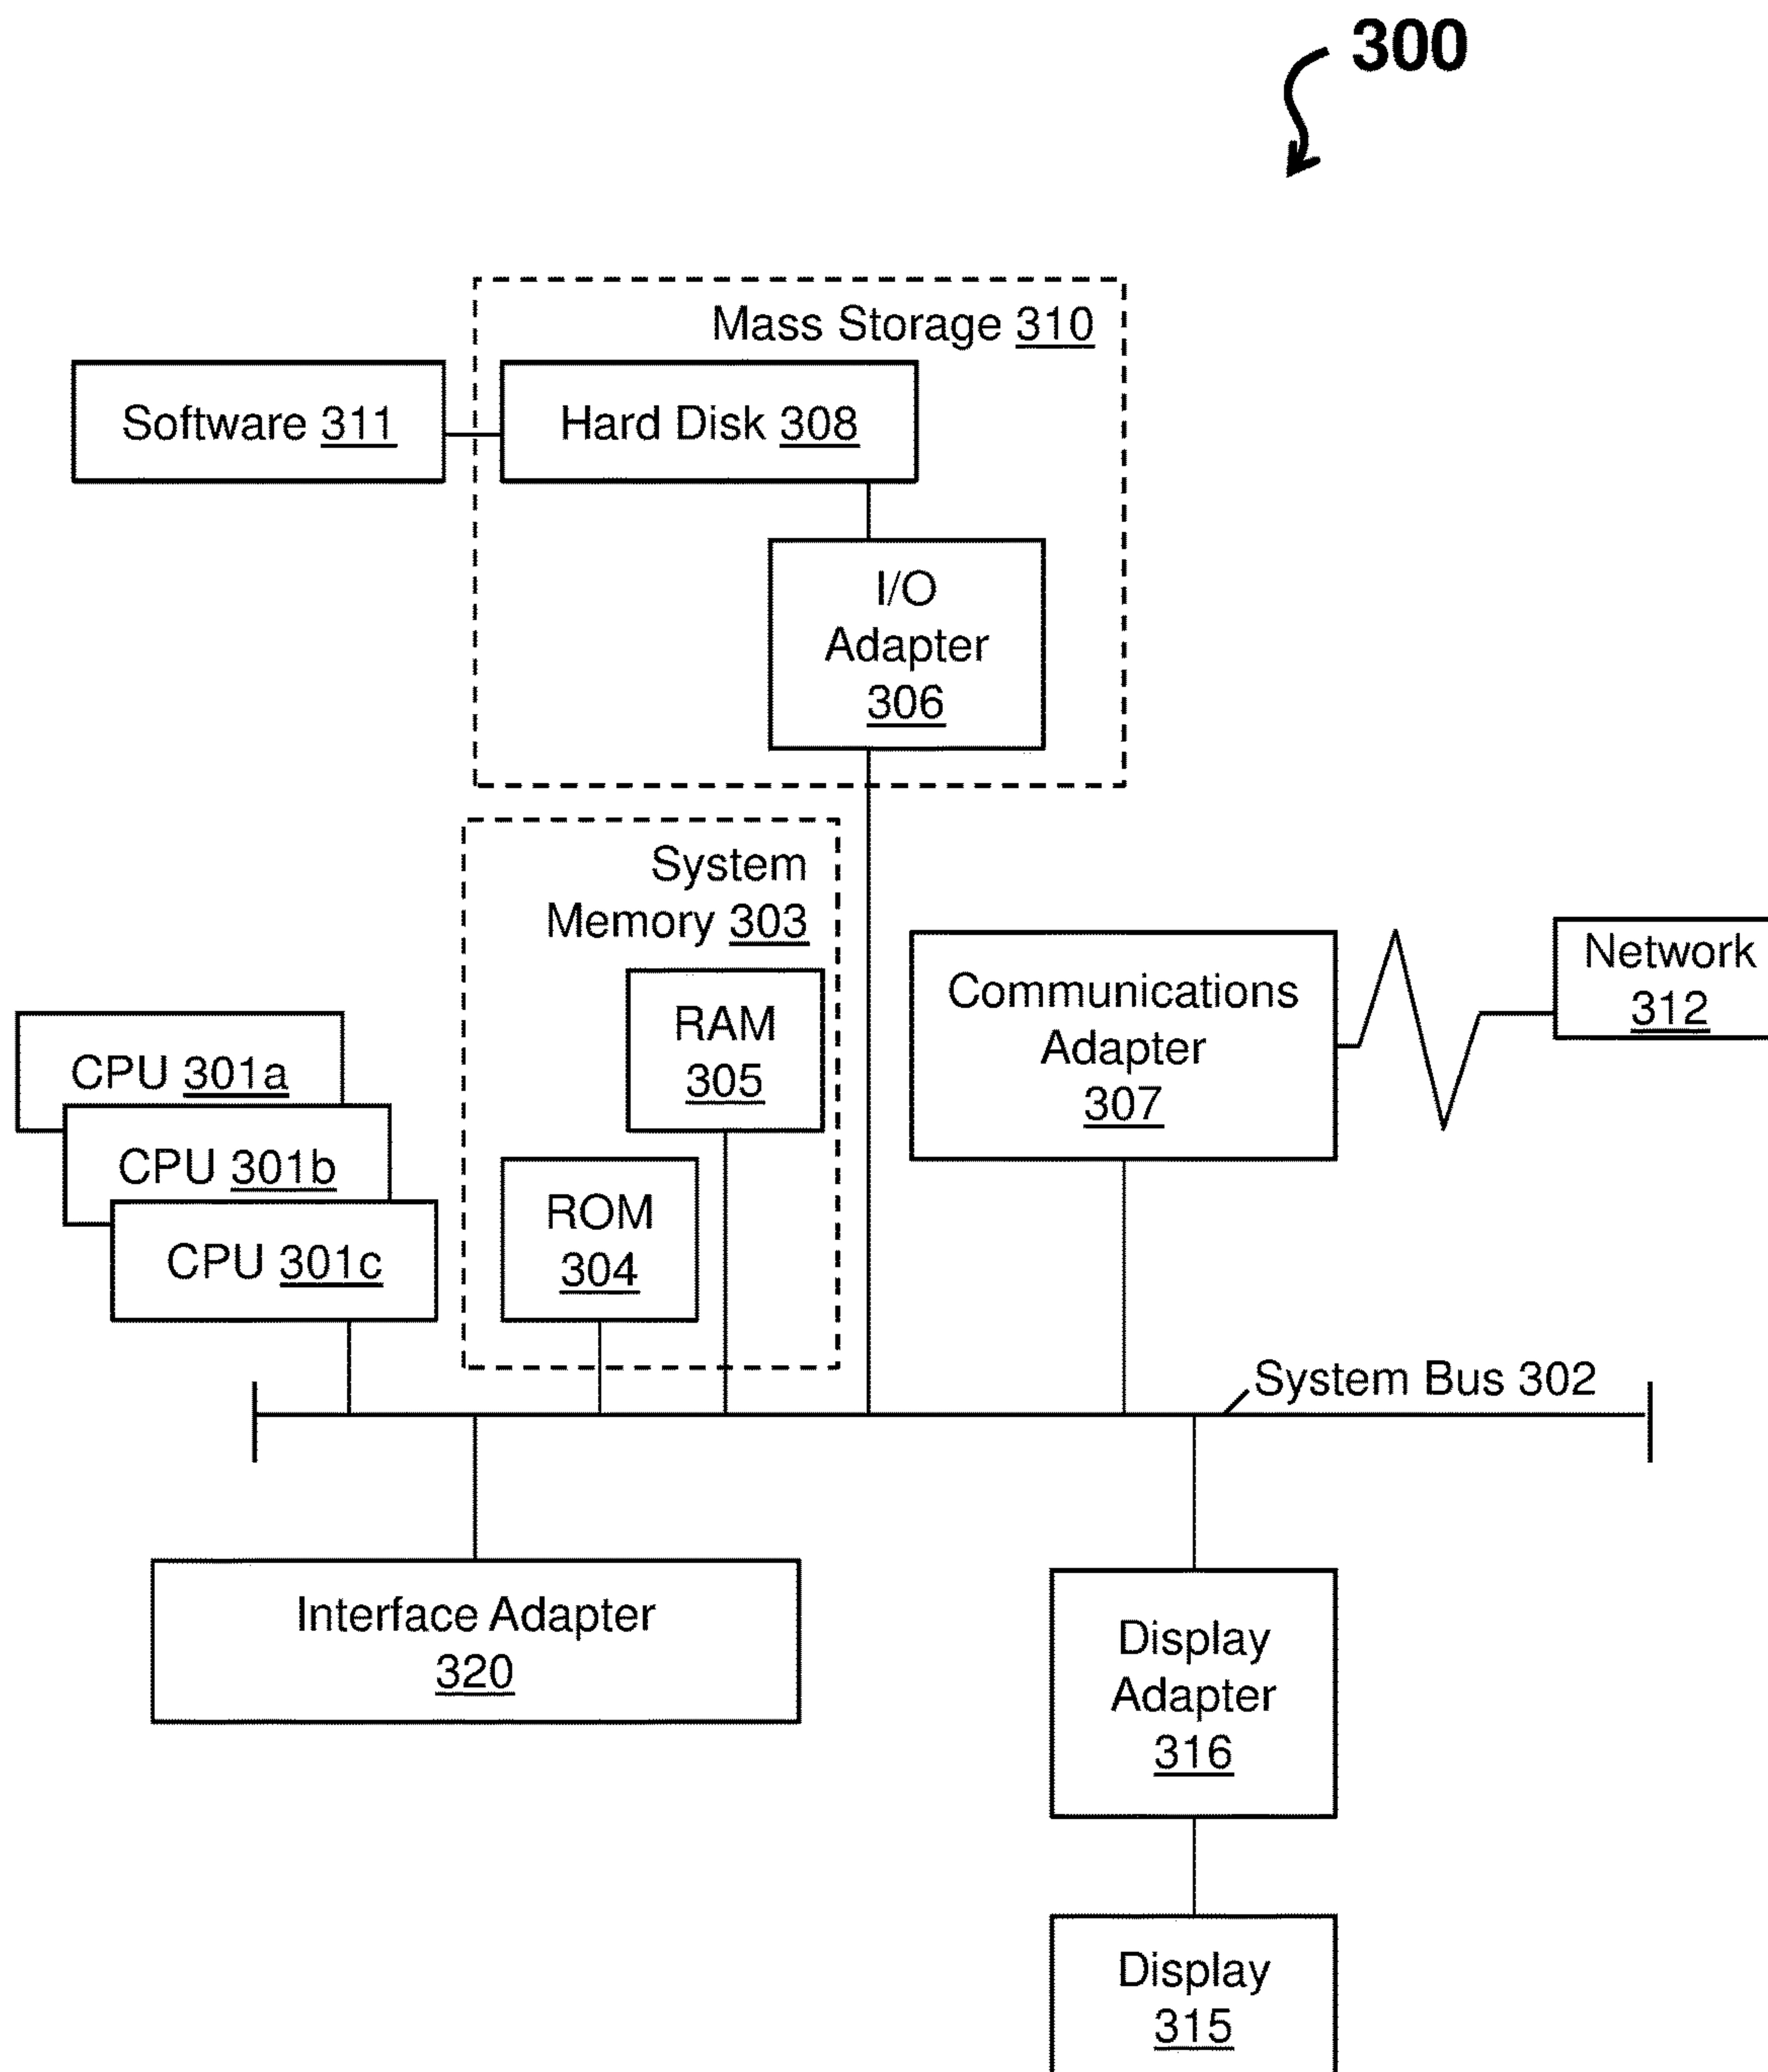 300
Mass Storage 310
Software 311
Hard Disk 308
I/O
Adapter
306
System
Memory 303
RAM
305
ROM
304
Communications
Adapter
307
Network
312
CPU 301a
CPU 301b
CPU 301c
System Bus 302
Interface Adapter
320
Display
Adapter
316
Display
315